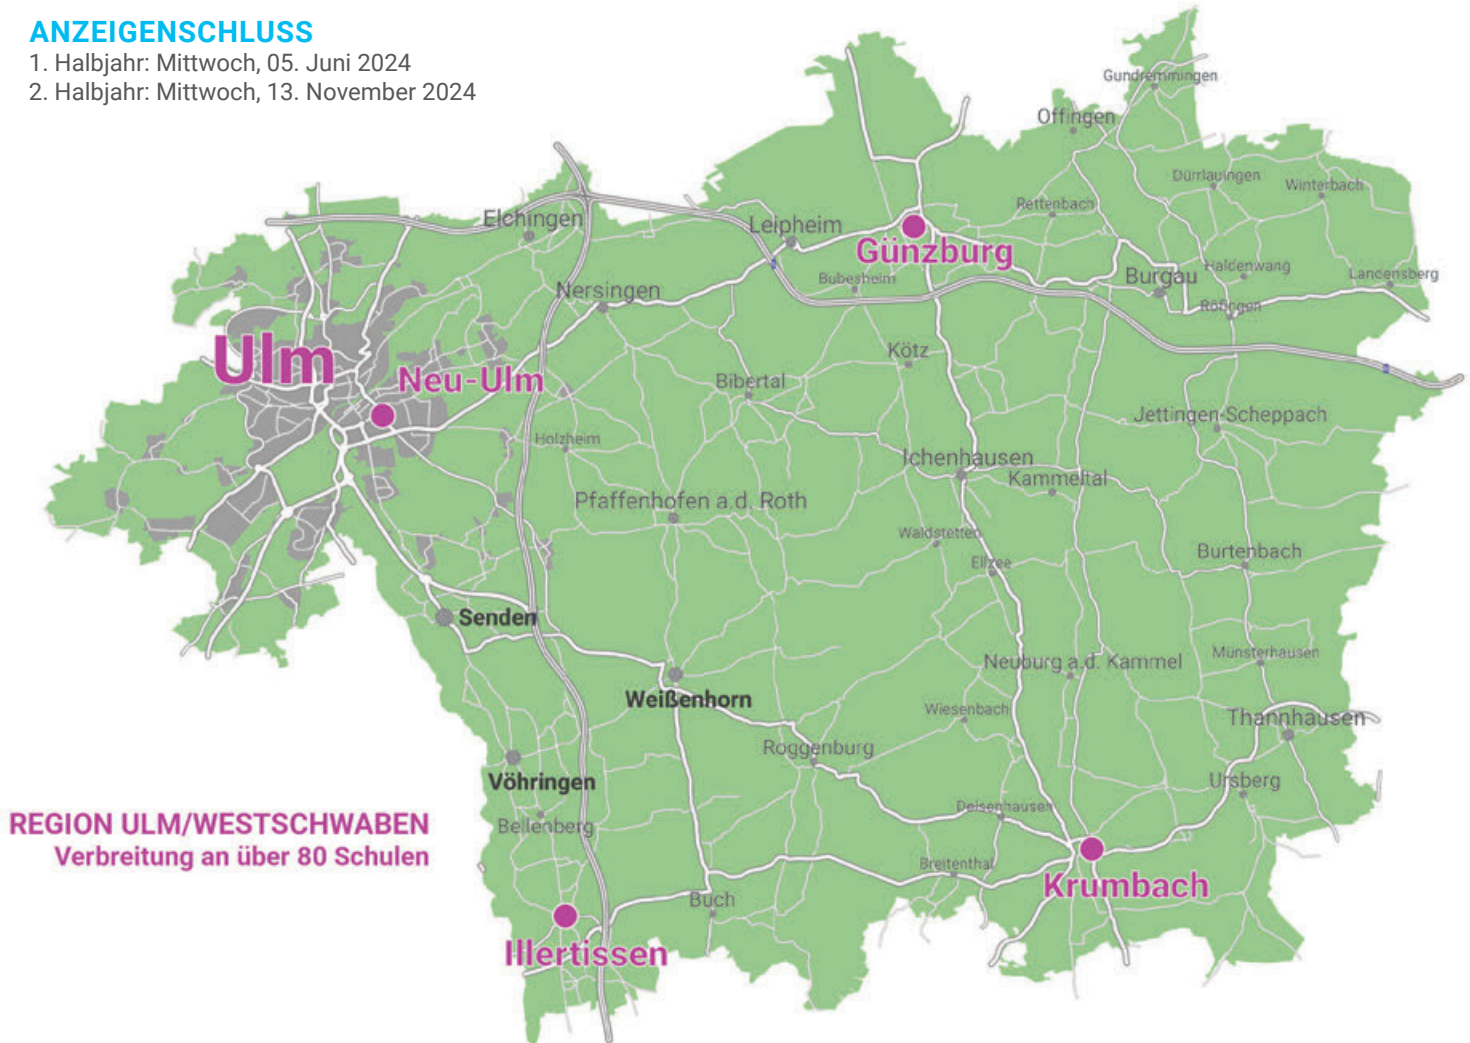 ANZEIGENSCHLUSS
1. Halbjahr: Mittwoch, 05. Juni 2024
2. Halbjahr: Mittwoch, 13. November 2024
Gundremmingen
Offingen
Dürrlauingen
Winterbach
Rettenbach
Elchingen
Leipheim
Günzburg
Haldenwang
Landensberg
Burgau
Bubesheim
Nersingen
Röfingen
Ulm
Kötz
Neu-Ulm
Bibertal
Jettingen-Scheppach
Holzheim
Ichenhausen
Kammeltal
Pfaffenhofen a.d. Roth
Waldstetten
Burtenbach
Ellzee
Senden
Münsterhausen
Neuburg a.d. Kammel
Weißenhorn
Wiesenbach
Thannhausen
Roggenburg
Vöhringen
Ursberg
Deisenhausen
REGION ULM/WESTSCHWABEN
Bellenberg
Verbreitung an über 80 Schulen
Breitenthal
Krumbach
Buch
Illertissen